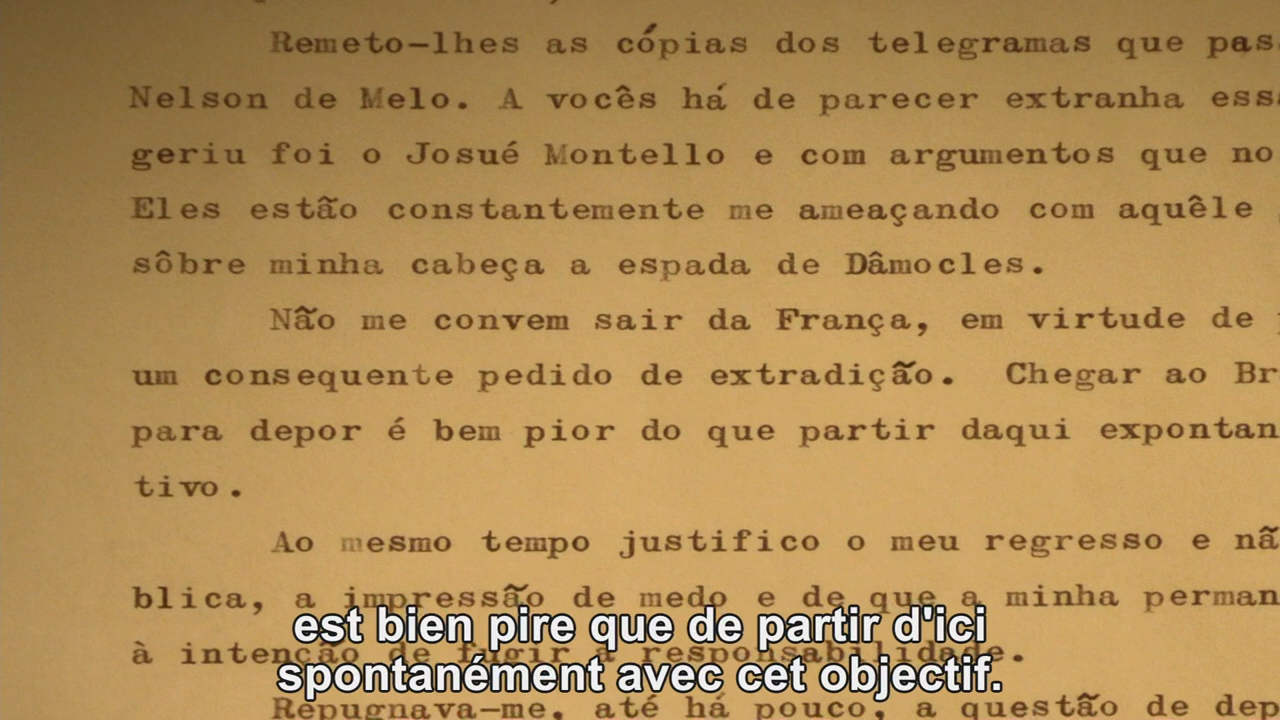 Remeto-lhes as cópias dos telegramas que
Nelson de Melo. A vocês há de parecer extranha
geriu foi o Josué Montello e com argumentos que no
Eles estão constantemente me ameaçando com aquêle
sôbre minha cabeça a espada de Dâmocles.
Não me convem sair da França, em virtude de
um consequente pedido de extradição. Chegar ao Br
para depor é bem pior do que partir daqui expontan
tivo.
Ao mesmo tempo justifico o meu regresso e nã
blica, a impressão de medo e de que a minha perman
est bien pire que de partir d'ici
à intenção de fugir à responsabilidade.
spontanément avec cet objectif.
Repugnava-me, até há pouco, a questão de dep